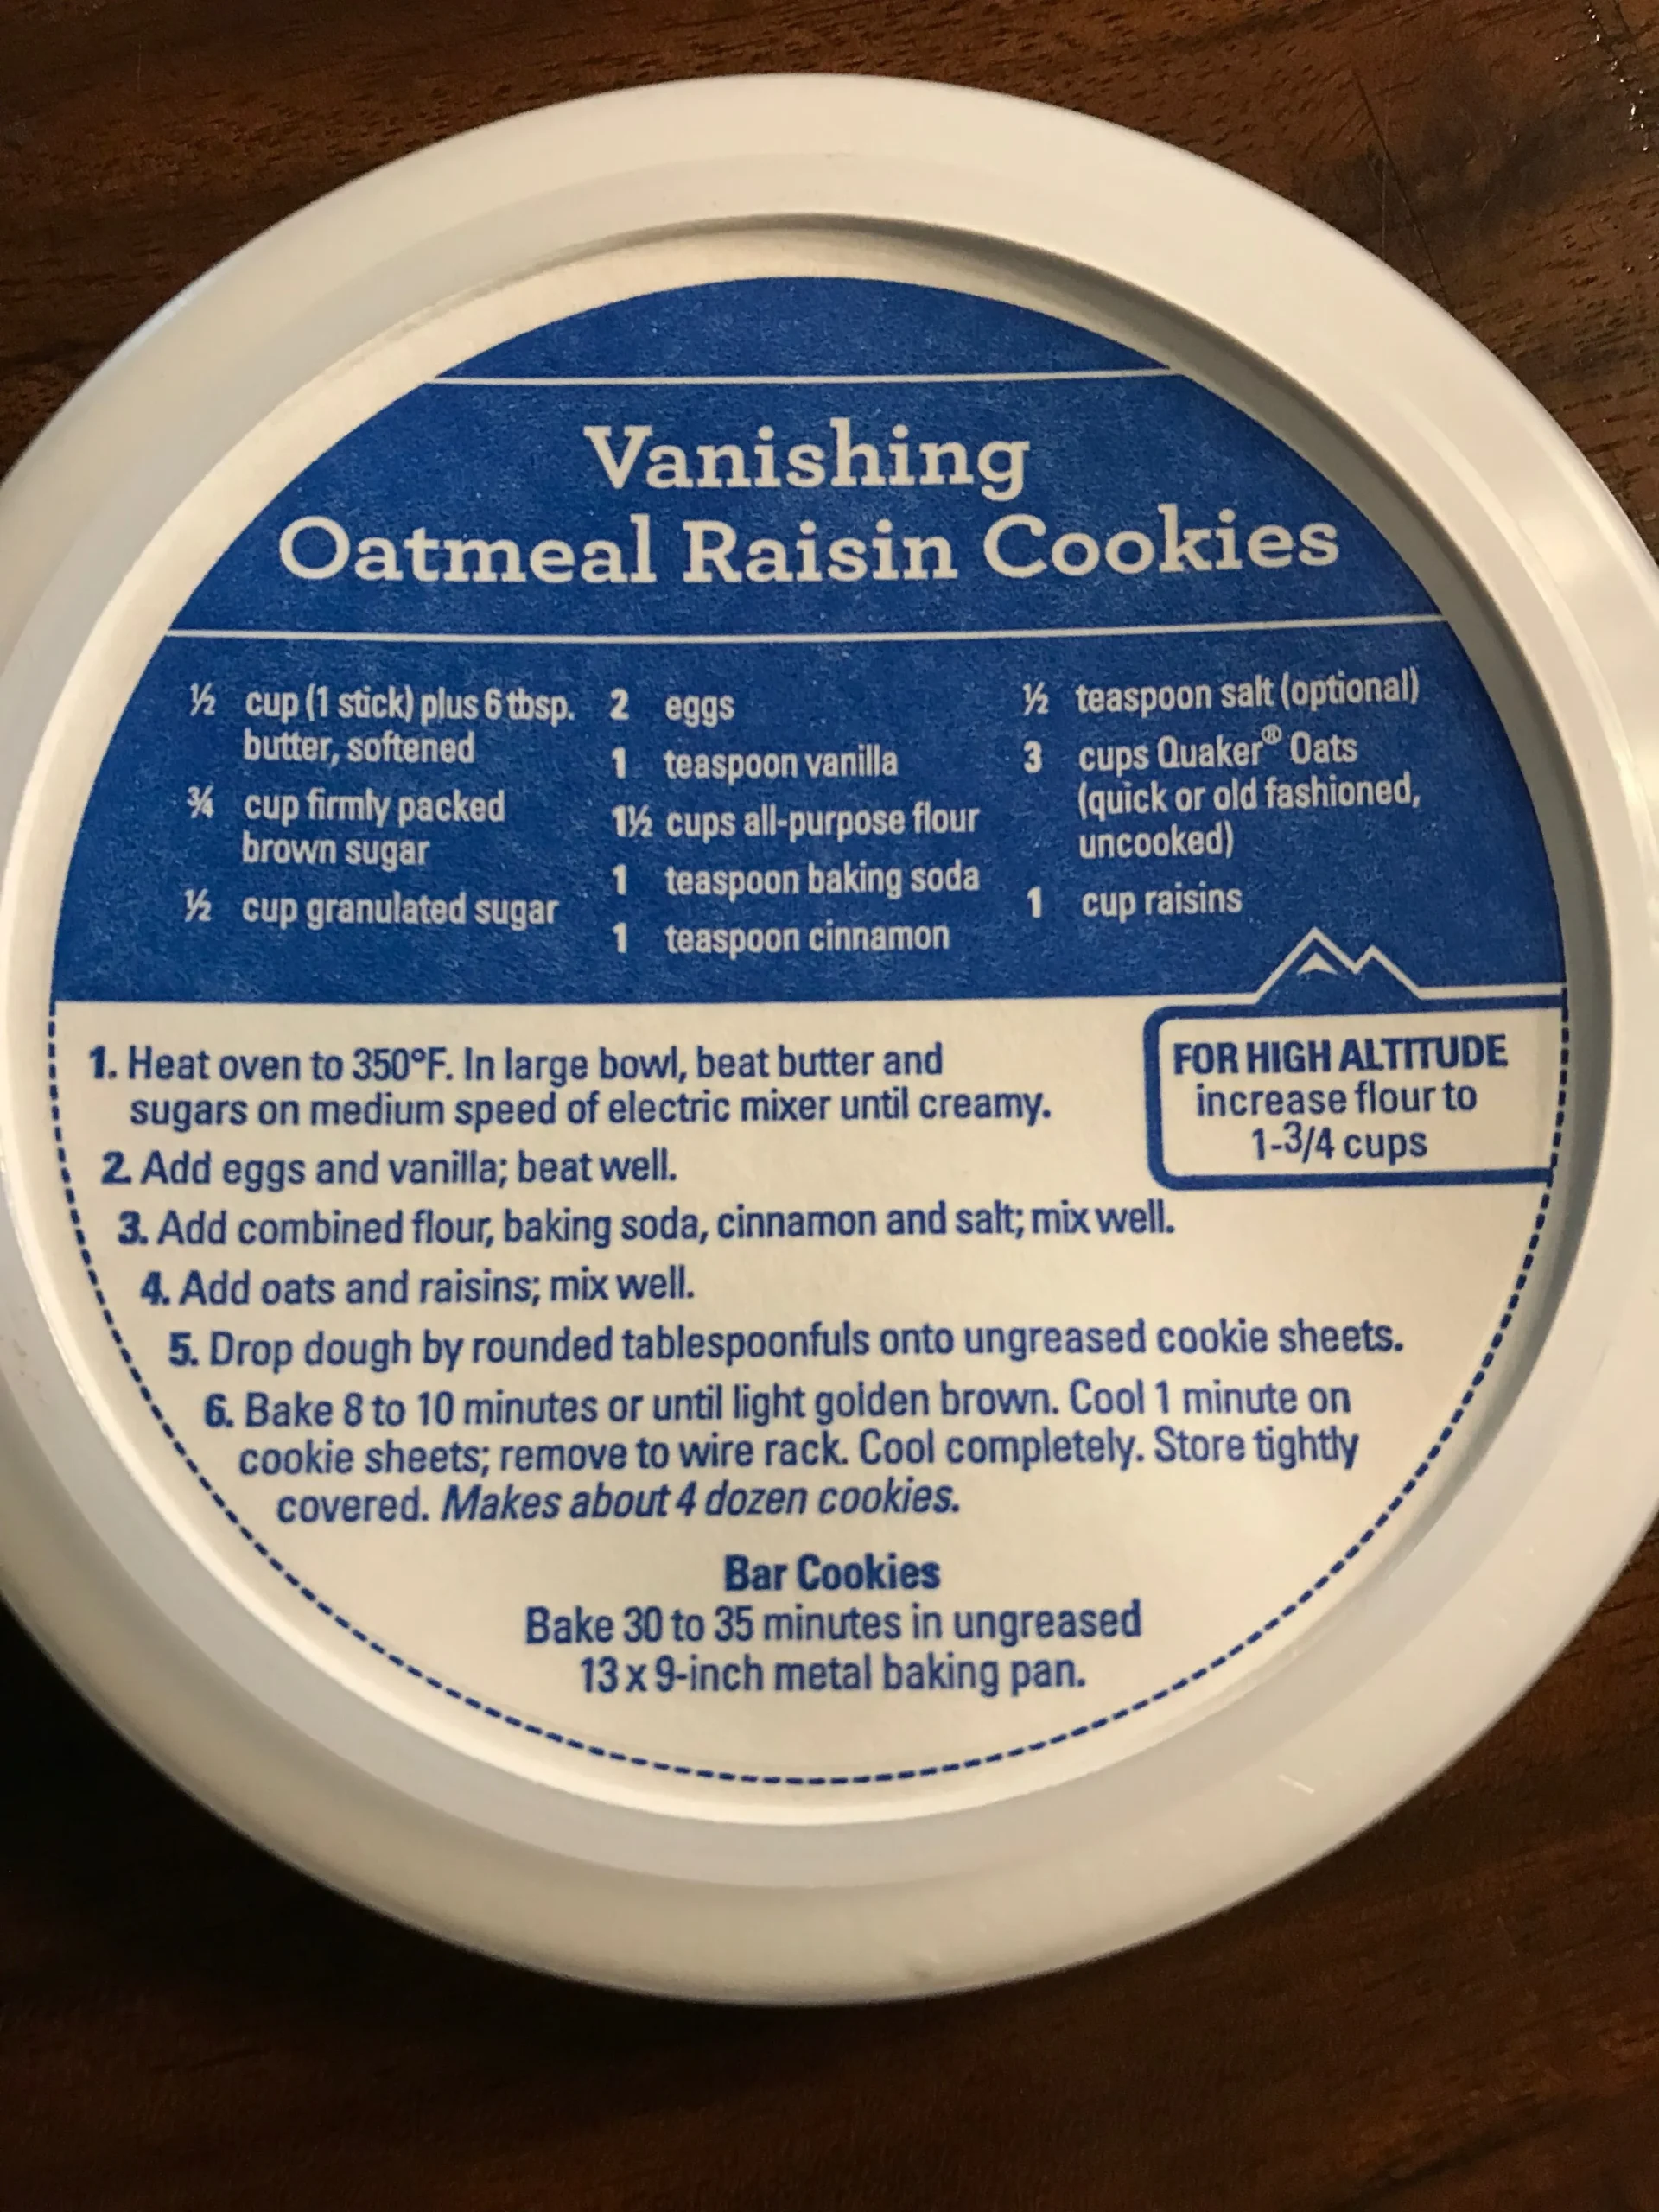 Vanishing
Oatmeal Raisin Cookies
½ cup (1 stick) plus 6 tbsp.
butter, softened
¾ cup firmly packed
brown sugar
½ cup granulated sugar
2 eggs
1 teaspoon vanilla
1½ cups all-purpose flour
1 teaspoon baking soda
1 teaspoon cinnamon
½ teaspoon salt (optional)
3 cups Quaker® Oats
(quick or old fashioned,
uncooked)
1 cup raisins
FOR HIGH ALTITUDE
increase flour to
1-3/4 cups
1. Heat oven to 350°F. In large bowl, beat butter and
sugars on medium speed of electric mixer until creamy.
2. Add eggs and vanilla; beat well.
3. Add combined flour, baking soda, cinnamon and salt; mix well.
4. Add oats and raisins; mix well.
5. Drop dough by rounded tablespoonfuls onto ungreased cookie sheets.
6. Bake 8 to 10 minutes or until light golden brown. Cool 1 minute on
cookie sheets; remove to wire rack. Cool completely. Store tightly
covered. Makes about 4 dozen cookies.
Bar Cookies
Bake 30 to 35 minutes in ungreased
13 x 9-inch metal baking pan.